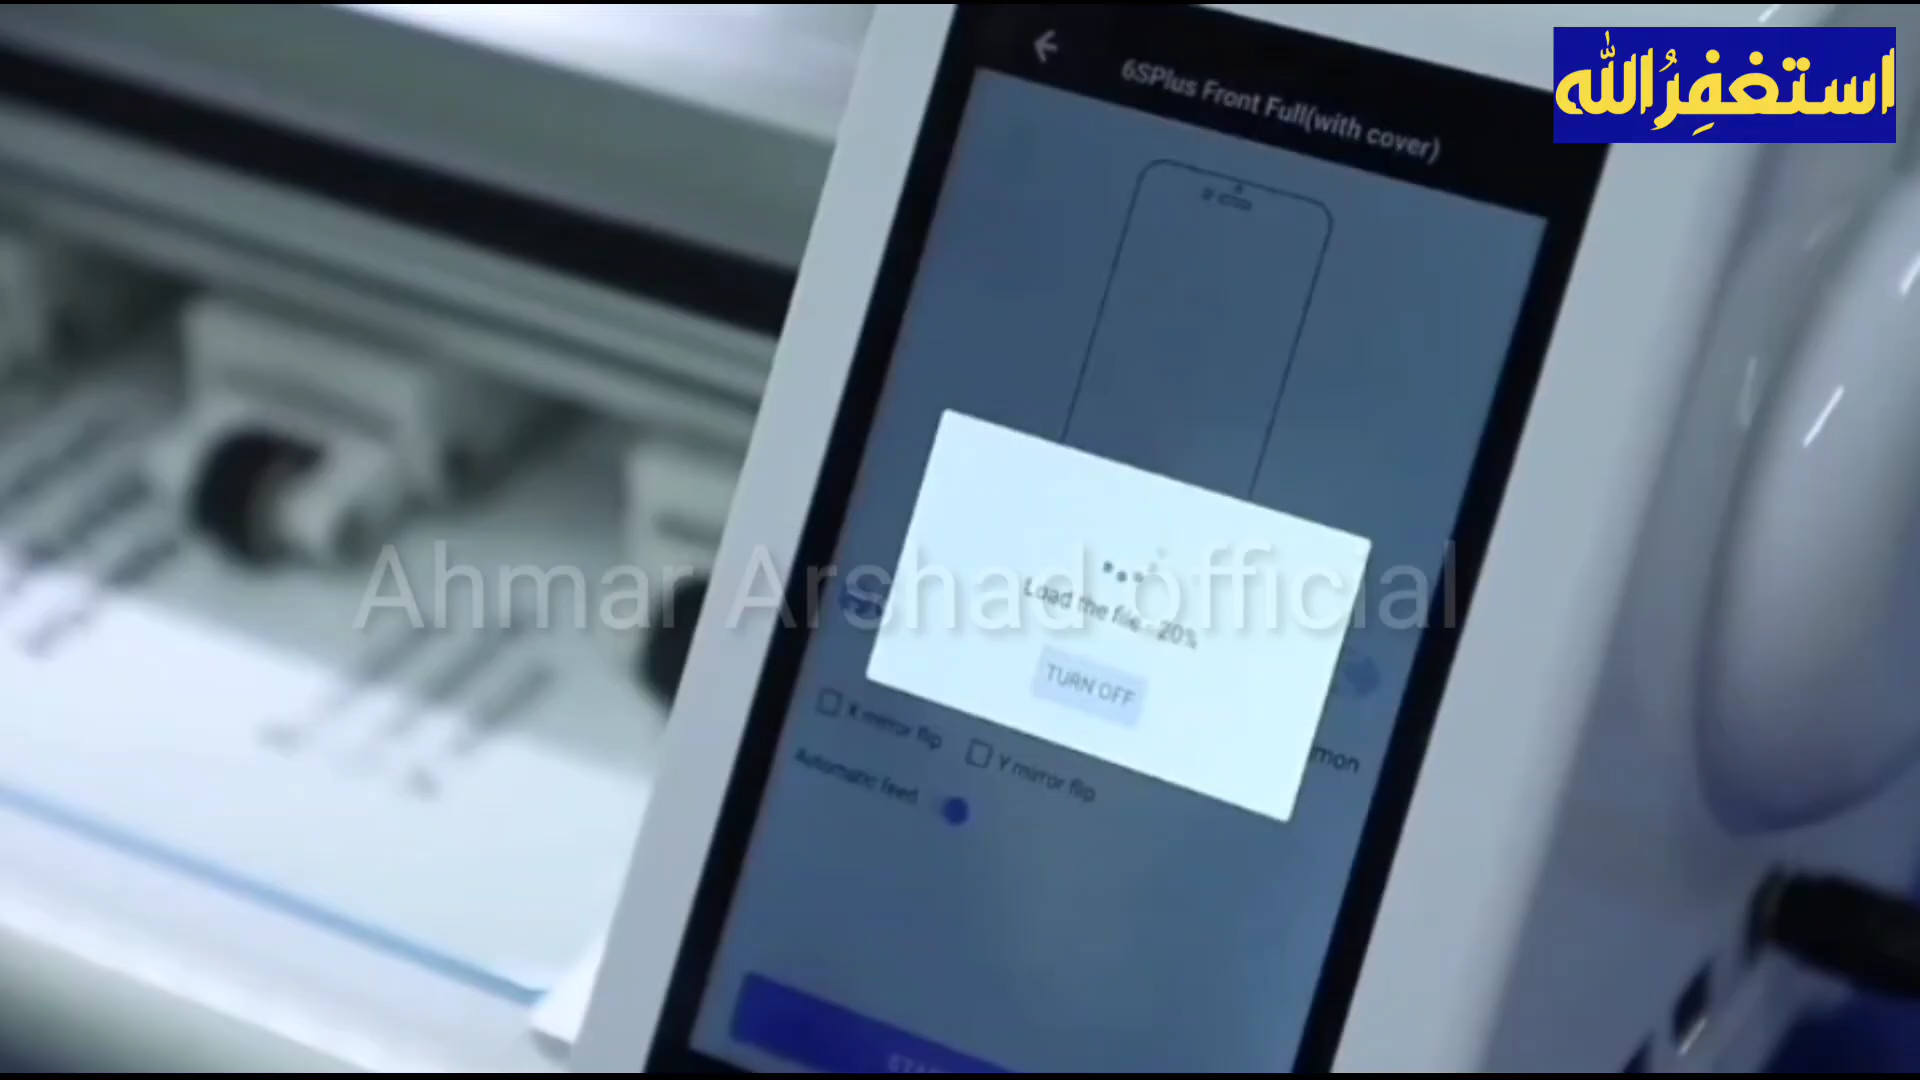 استغفِرُاللّٰه
6SPlus Front Full(with cover)
Ahmar Arshad official
Load the file 20%
TURN OFF
X mirror flip
Y mirror flip
Automatic feed